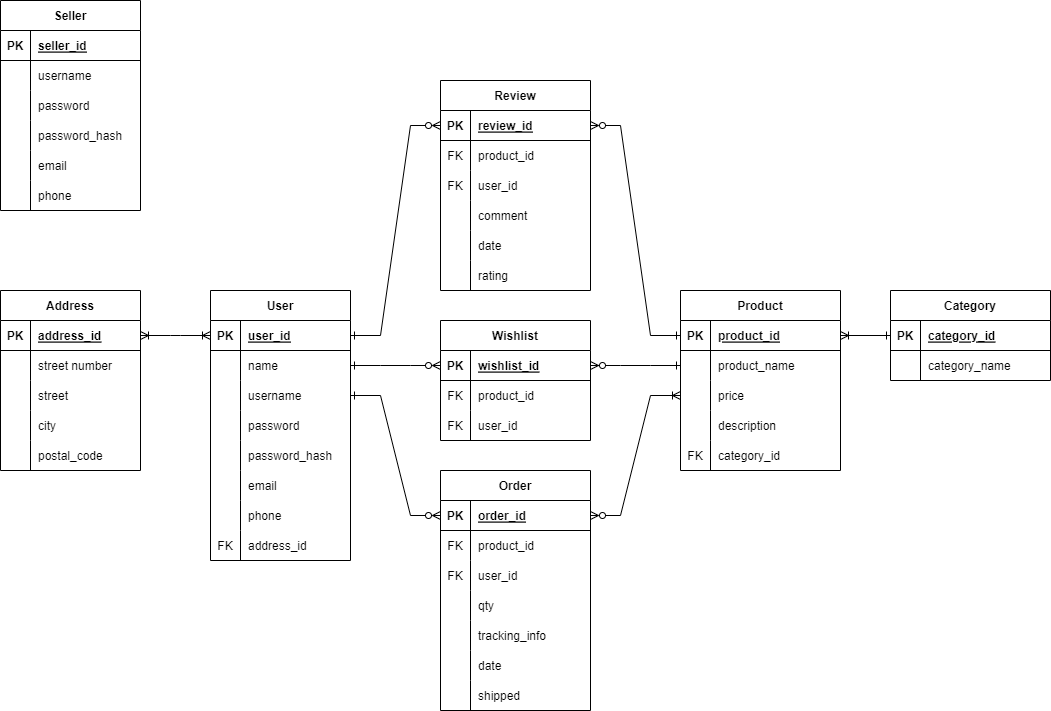 Seller
PK seller_id
username
password
password_hash
email
phone
Review
PK review_id
FK product_id
FK user_id
comment
date
rating
Address
PK address_id
street number
street
city
postal_code
User
PK user_id
name
username
password
password_hash
email
phone
FK address_id
Wishlist
PK wishlist_id
FK product_id
FK user_id
Order
PK order_id
FK product_id
FK user_id
qty
tracking_info
date
shipped
Product
PK product_id
product_name
price
description
FK category_id
Category
PK category_id
category_name